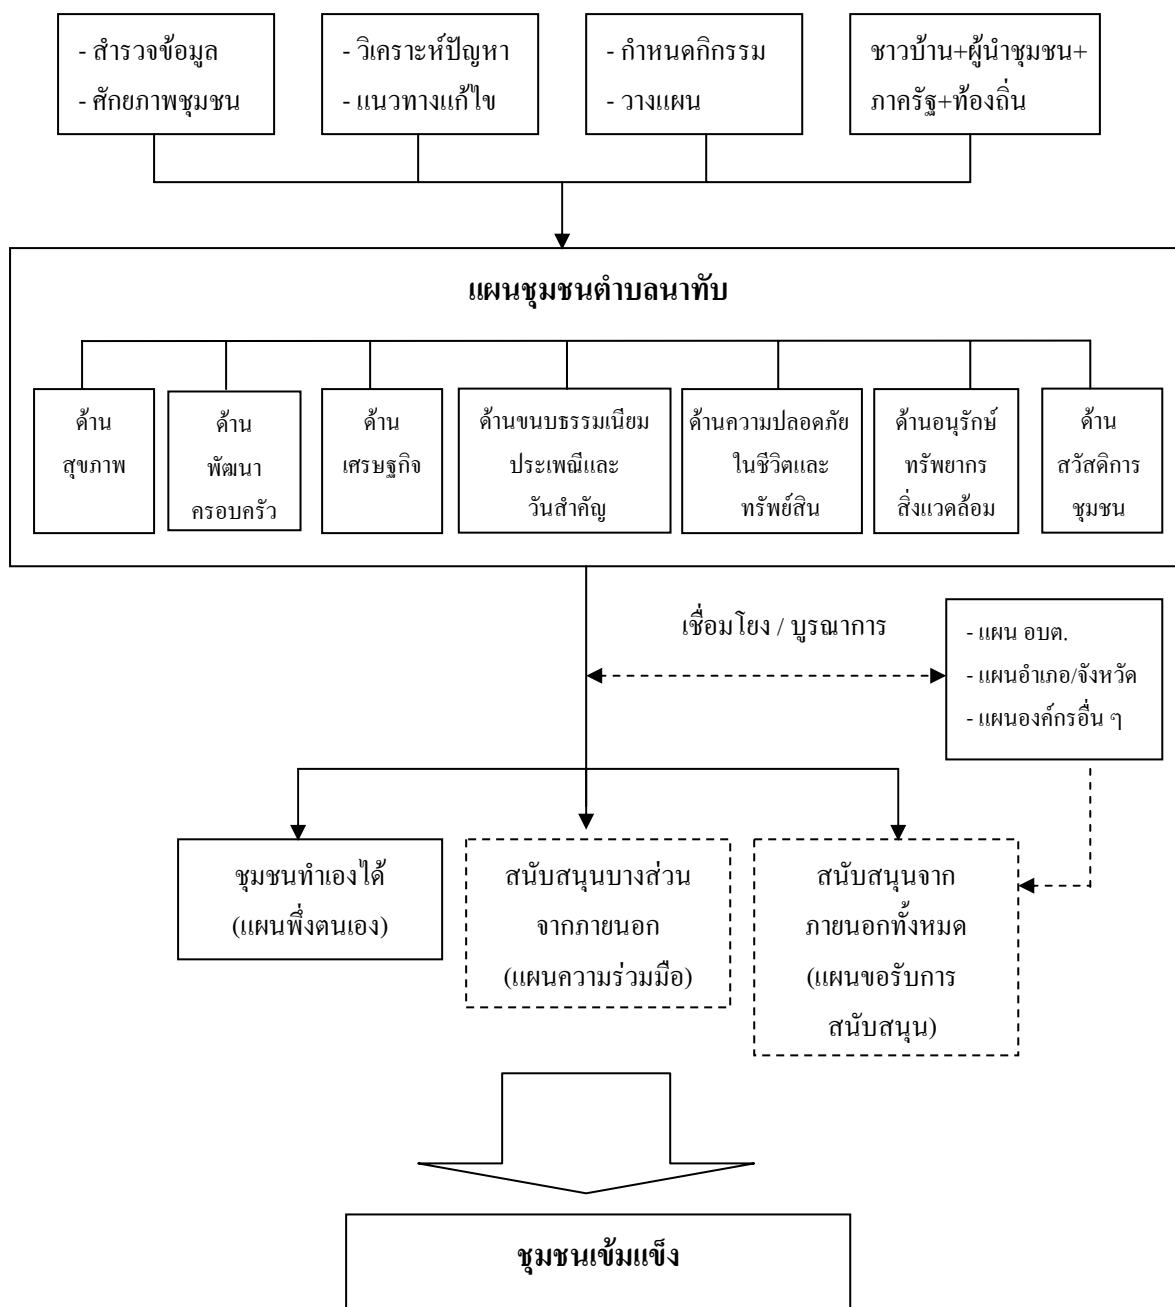 - สำรวจข้อมูล
- ศักยภาพชุมชน
- วิเคราะห์ปัญหา
- แนวทางแก้ไข
- กำหนดกิกรรม
- วางแผน
ชาวบ้าน+ผู้นำชุมชน+
ภาครัฐ+ท้องถิ่น
แผนชุมชนตำบลนาทับ
ด้าน
สุขภาพ
ด้าน
พัฒนา
ครอบครัว
ด้าน
เศรษฐกิจ
ด้านขนบธรรมเนียม
ประเพณีและ
วันสำคัญ
ด้านความปลอดภัย
ในชีวิตและ
ทรัพย์สิน
ด้านอนุรักษ์
ทรัพยากร
สิ่งแวดล้อม
ด้าน
สวัสดิการ
ชุมชน
เชื่อมโยง / บูรณาการ
- แผน อบต.
- แผนอำเภอ/จังหวัด
- แผนองค์กรอื่น ๆ
ชุมชนทำเองได้
(แผนพึ่งตนเอง)
สนับสนุนบางส่วน
จากภายนอก
(แผนความร่วมมือ)
สนับสนุนจาก
ภายนอกทั้งหมด
(แผนขอรับการ
สนับสนุน)
ชุมชนเข้มแข็ง